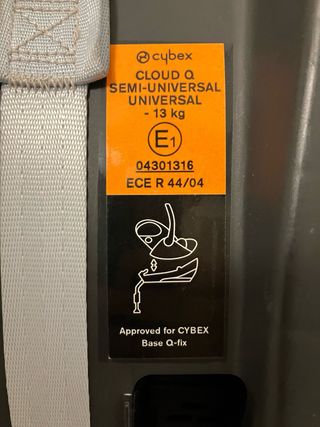 cybex
CLOUD Q
SEMI-UNIVERSAL
UNIVERSAL
- 13 kg
E1
04301316
ECE R 44/04
Approved for CYBEX
Base Q-fix